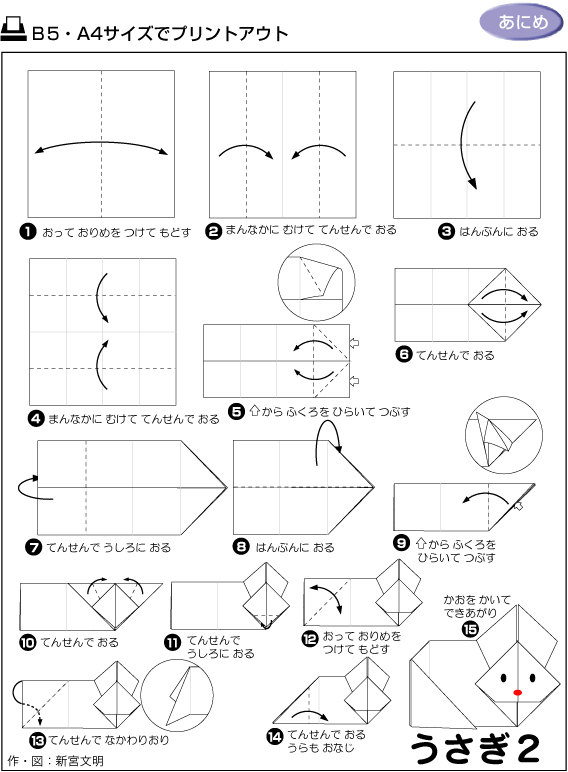 B5・A4サイズでプリントアウト
あにめ
1 おって おりめを つけて もどす
2 まんなかに むけて てんせんで おる
3 はんぶんに おる
4 まんなかに むけて てんせんで おる
5 ⇧から ふくろを ひらいて つぶす
6 てんせんで おる
7 てんせんで うしろに おる
8 はんぶんに おる
9 ⇧から ふくろを
ひらいて つぶす
10 てんせんで おる
11 てんせんで
うしろに おる
12 おって おりめを
つけて もどす
13 てんせんで なかわりおり
14 てんせんで おる
うらも おなじ
かおを かいて
できあがり
15
うさぎ2
作・図：新宮文明